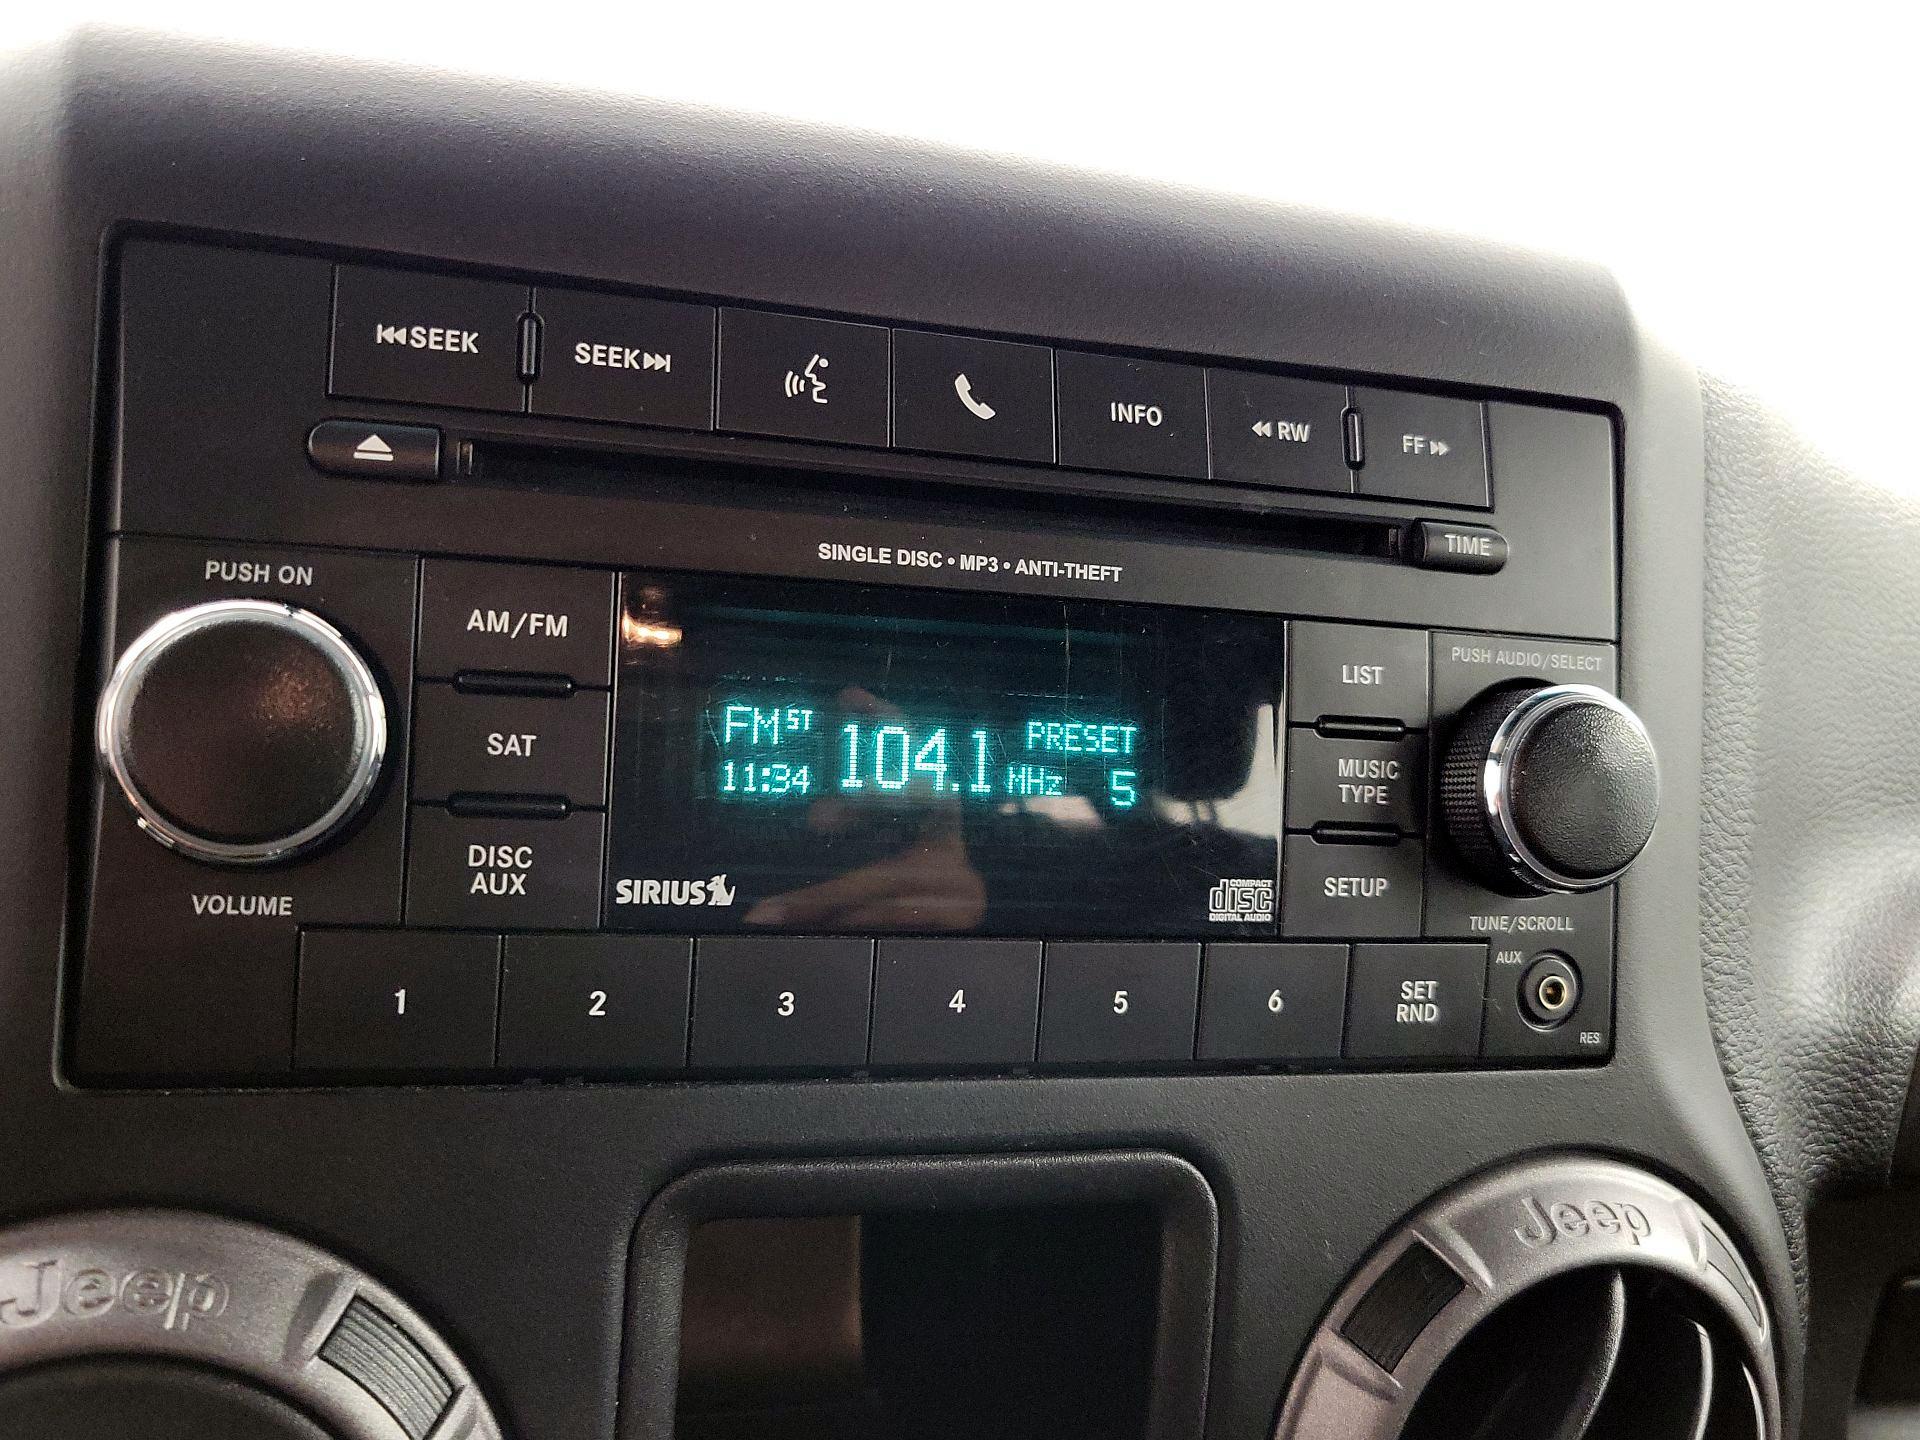 SEEK
SEEK
INFO
RW
FF
TIME
SINGLE DISC • MP3 • ANTI-THEFT
PUSH ON
VOLUME
AM/FM
SAT
DISC
AUX
FM ST 104.1 MHz PRESET 5
11:34
SIRIUS
COMPACT
disc
DIGITAL AUDIO
LIST
MUSIC
TYPE
SETUP
PUSH AUDIO/SELECT
TUNE/SCROLL
1
2
3
4
5
6
SET
RND
AUX
RES
Jeep
Jeep